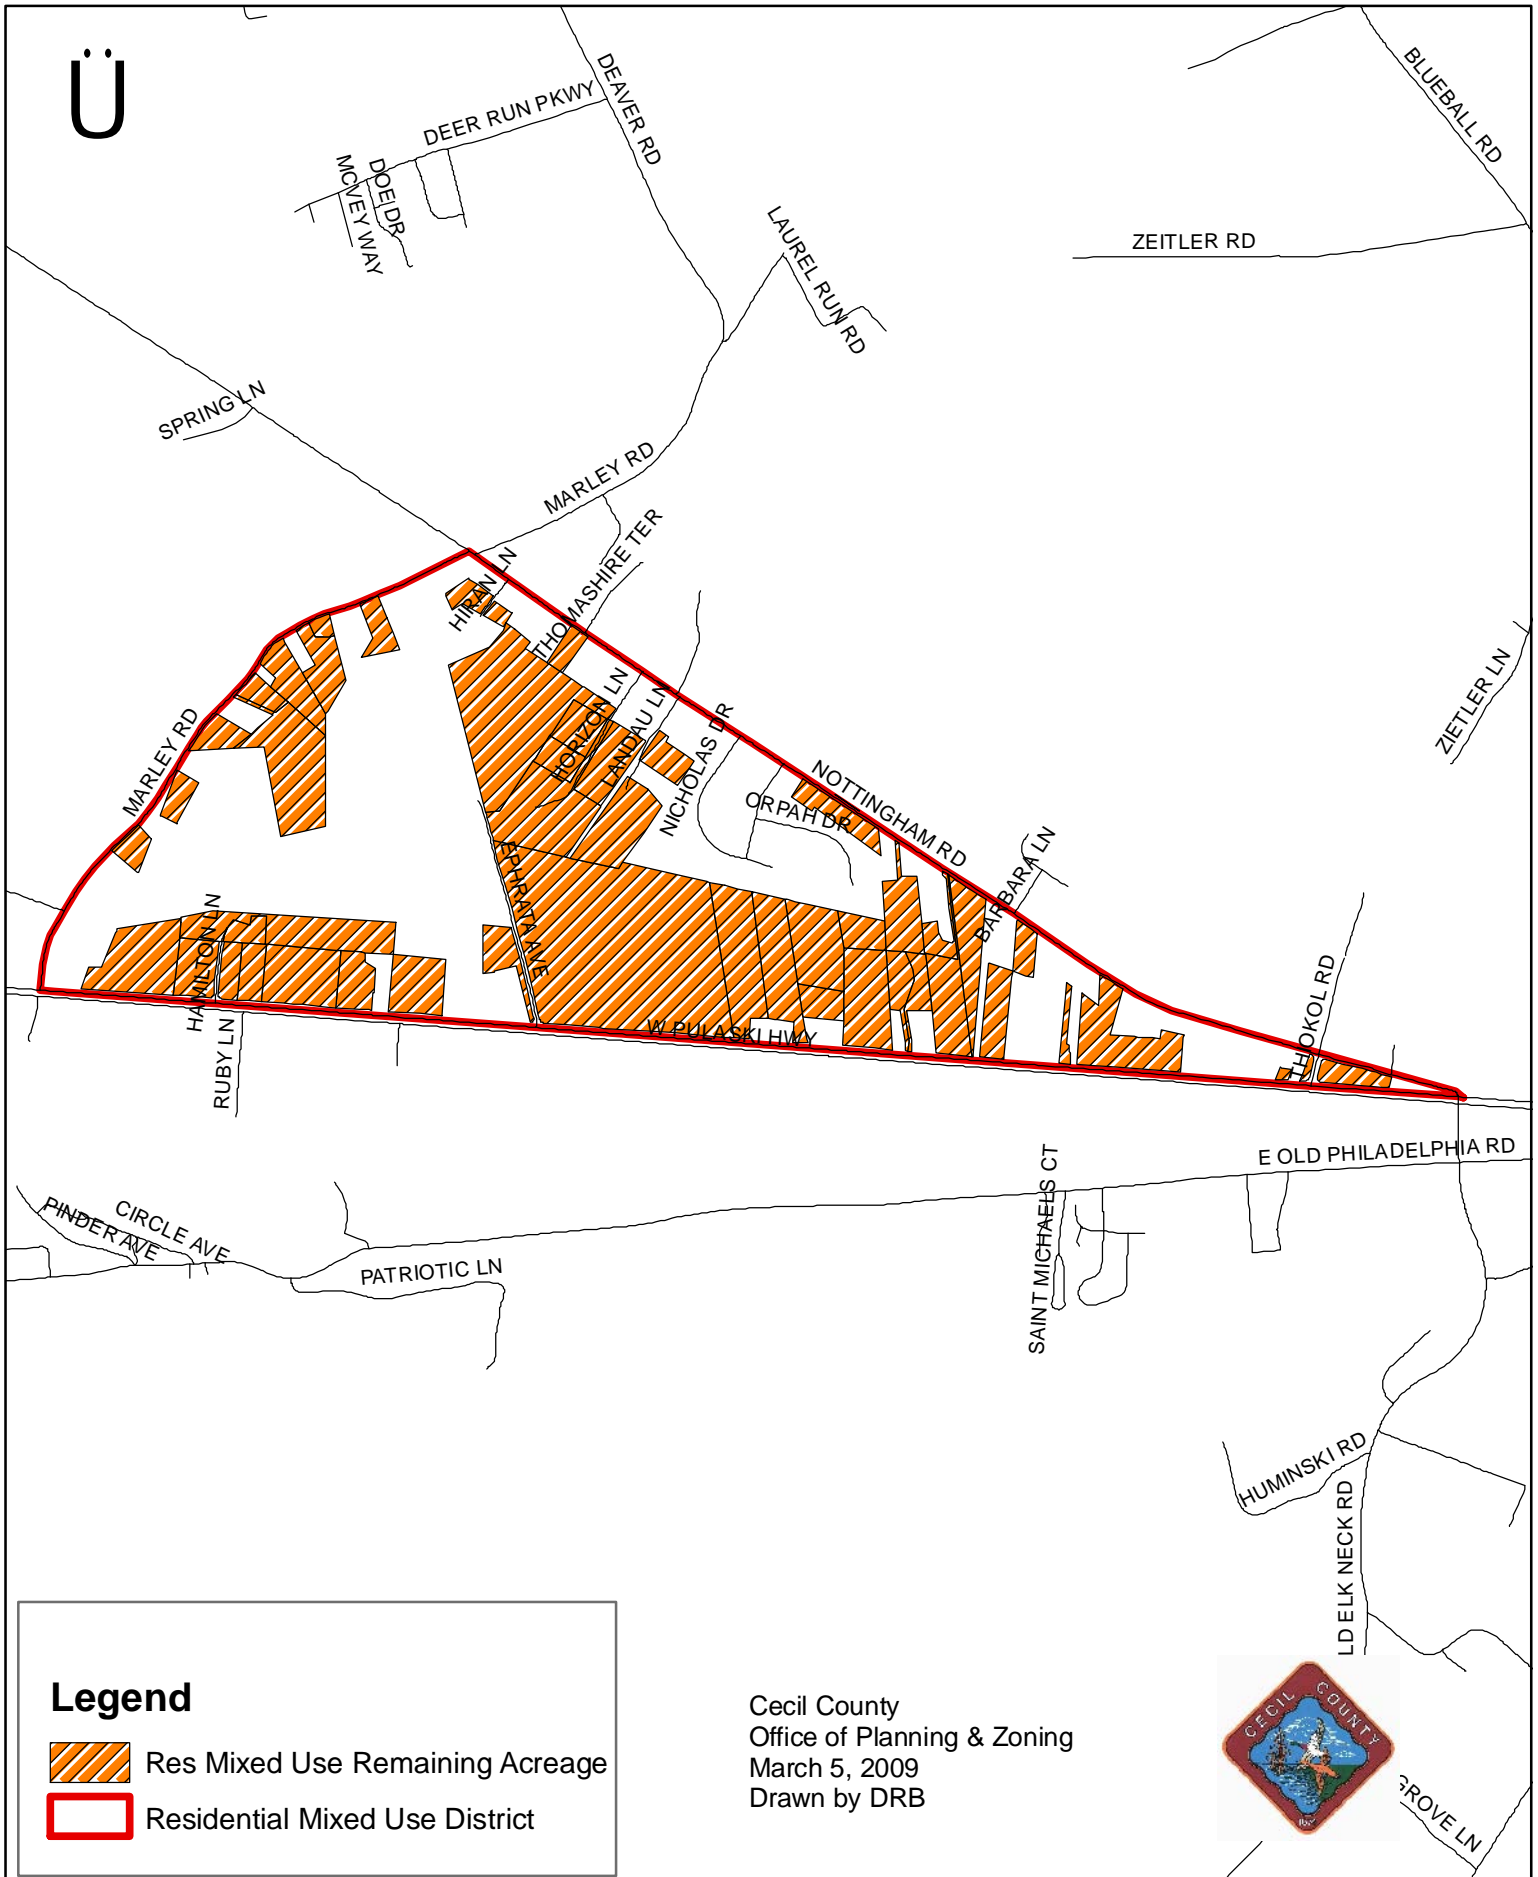 Ü
DEER RUN PKWY
DEAVER RD
BLUEBALL RD
DOE DR
MCVEY WAY
LAUREL RUN RD
ZEITLER RD
SPRING LN
MARLEY RD
THOMASHIRE TER
HIRAN LN
HORIZON LN
LANDAU LN
NICHOLAS DR
ZIETLER LN
MARLEY RD
ORPAH DR
NOTTINGHAM RD
BARBARA LN
EPHRATA AVE
HAMILTON LN
THIOKOL RD
W PULASKI HWY
RUBY LN
E OLD PHILADELPHIA RD
SAINT MICHAELS CT
CIRCLE AVE
PINDER AVE
PATRIOTIC LN
HUMINSKI RD
LD ELK NECK RD
GROVE LN
Legend
Res Mixed Use Remaining Acreage
Residential Mixed Use District
Cecil County
Office of Planning & Zoning
March 5, 2009
Drawn by DRB
CECIL COUNTY